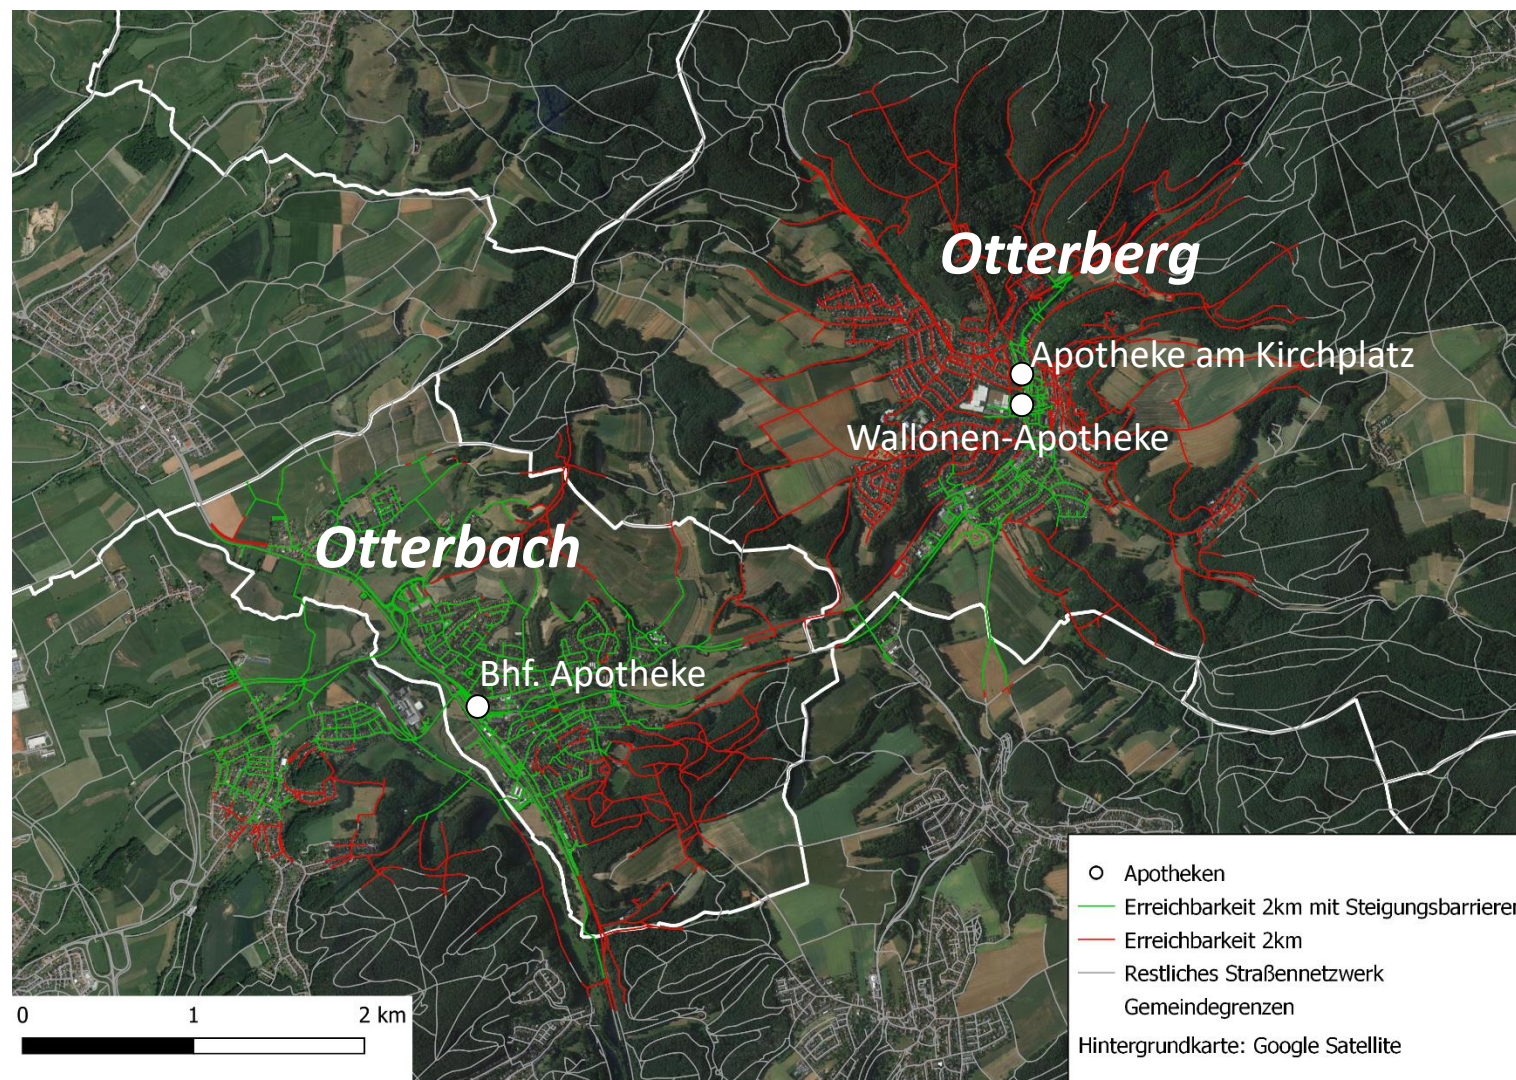 Otterberg
Apotheke am Kirchplatz
Wallonen-Apotheke
Otterbach
Bhf. Apotheke
Apotheken
Erreichbarkeit 2km mit Steigungsbarrieren
Erreichbarkeit 2km
Restliches Straßennetzwerk
Gemeindegrenzen
Hintergrundkarte: Google Satellite
0 1 2 km